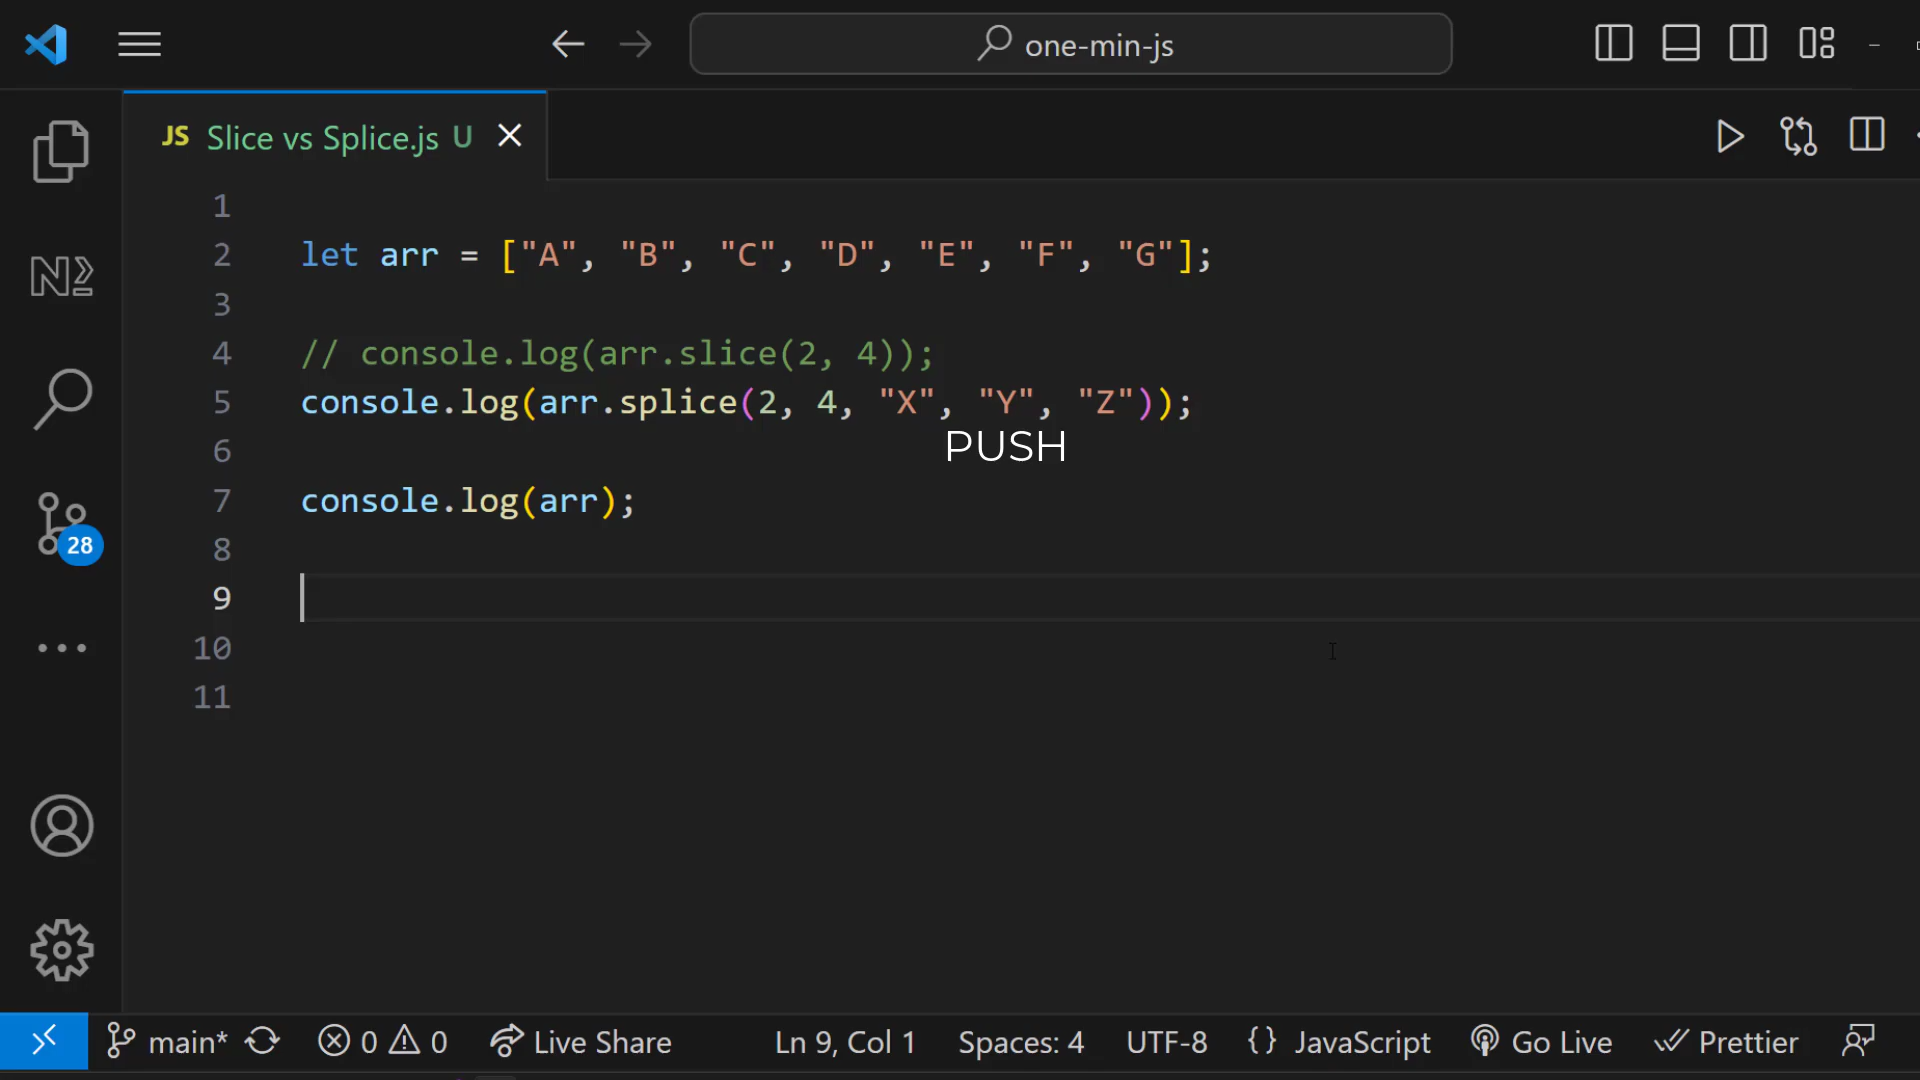 one-min-js
JS Slice vs Splice.js U
1
2 let arr = ["A", "B", "C", "D", "E", "F", "G"];
3
4 // console.log(arr.slice(2, 4));
5 console.log(arr.splice(2, 4, "X", "Y", "Z"));
PUSH
6
7 console.log(arr);
8
9
10
11
28
main* 0 0 Live Share Ln 9, Col 1 Spaces: 4 UTF-8 {} JavaScript Go Live Prettier